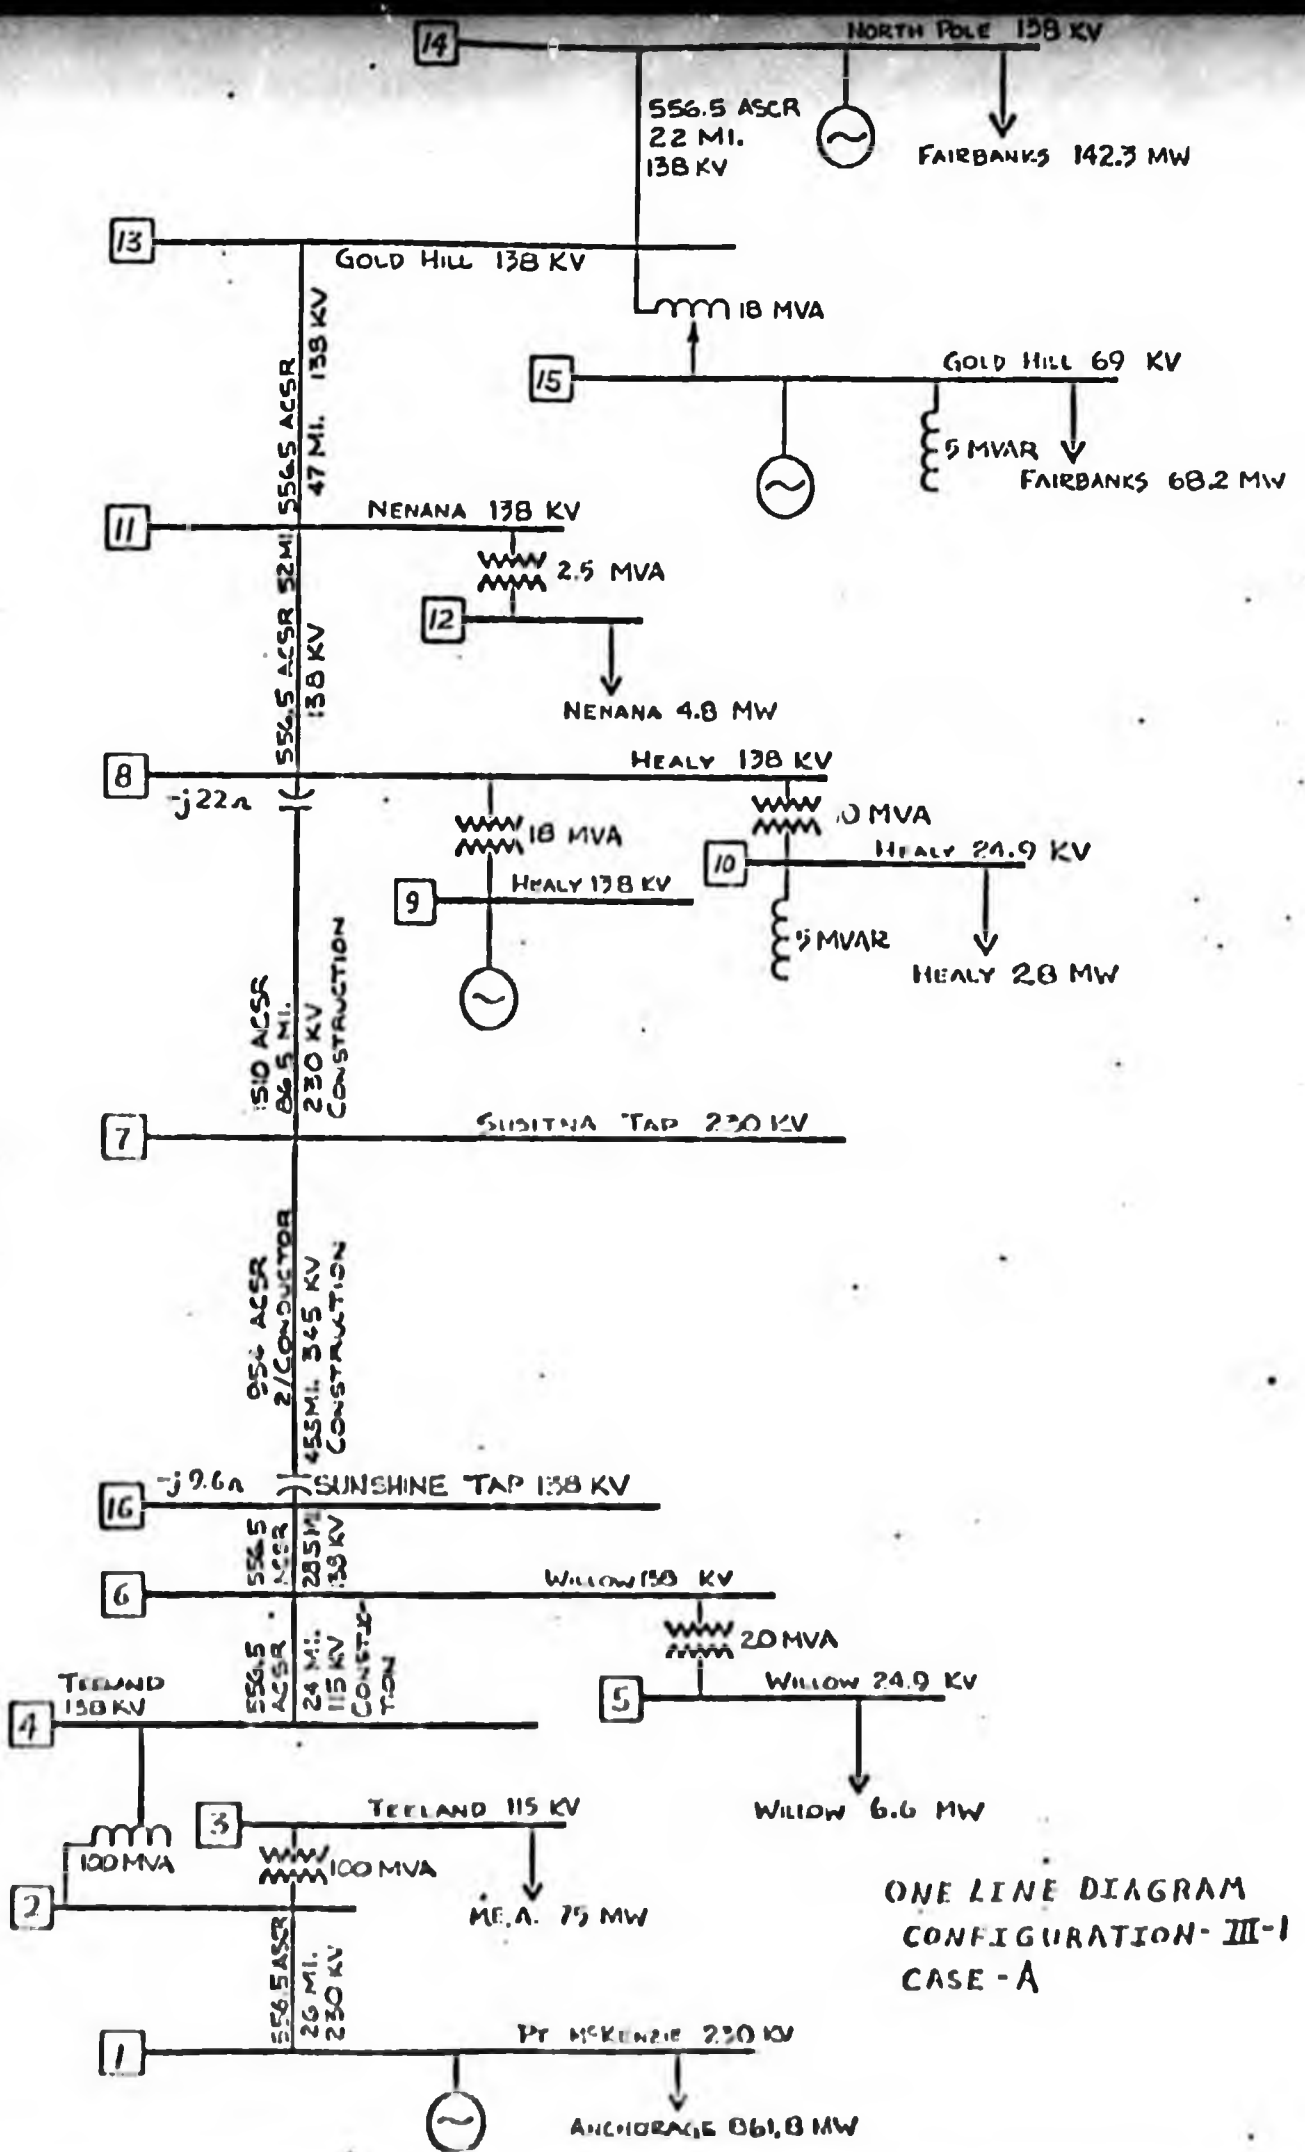 14
NORTH POLE 138 KV
556.5 ASCR
22 MI.
138 KV
FAIRBANKS 142.3 MW
13
GOLD HILL 138 KV
18 MVA
15
GOLD HILL 69 KV
5 MVAR
FAIRBANKS 68.2 MW
556.5 ACSR
47 MI. 138 KV
11
NENANA 138 KV
2.5 MVA
12
NENANA 4.8 MW
556.5 ACSR 52 MI.
138 KV
8
HEALY 138 KV
-j22Ω
18 MVA
0 MVA
10
HEALY 24.9 KV
9
HEALY 138 KV
5 MVAR
HEALY 2.8 MW
1510 ACSR
86.5 MI.
230 KV
CONSTRUCTION
7
SUSITNA TAP 230 KV
954 ACSR
2/CONDUCTOR
45.5 MI. 345 KV
CONSTRUCTION
-j9.6Ω
SUNSHINE TAP 138 KV
16
556.5
ACSR
28.5 MI.
138 KV
6
WILLOW 138 KV
20 MVA
556.5
ACSR
24 MI.
115 KV
CONSTUC-
TION
5
WILLOW 24.9 KV
WILLOW 6.6 MW
TEELAND
138 KV
4
100 MVA
3
TEELAND 115 KV
100 MVA
2
M.E.A. 75 MW
556.5 ASCR
26 MI.
230 KV
ONE LINE DIAGRAM
CONFIGURATION-III-1
CASE-A
1
PT MCKENZIE 230 KV
ANCHORAGE 861.8 MW